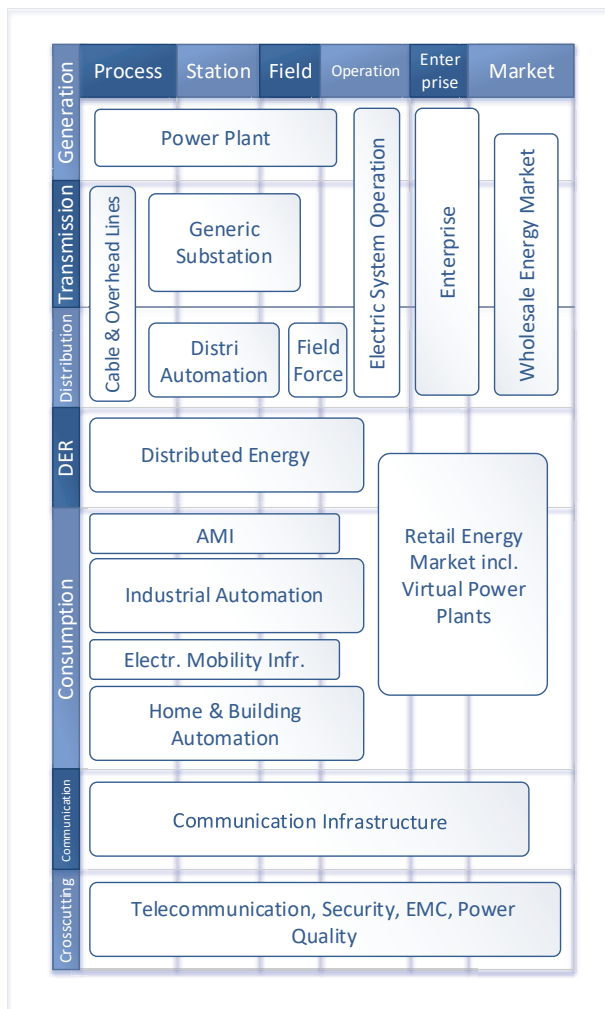 Process
Station
Field
Operation
Enter
prise
Market
Generation
Power Plant
Electric System Operation
Enterprise
Wholesale Energy Market
Transmission
Cable & Overhead Lines
Generic
Substation
Distribution
Distri
Automation
Field
Force
DER
Distributed Energy
Retail Energy
Market incl.
Virtual Power
Plants
Consumption
AMI
Industrial Automation
Electr. Mobility Infr.
Home & Building
Automation
Communication
Communication Infrastructure
Crosscutting
Telecommunication, Security, EMC, Power
Quality